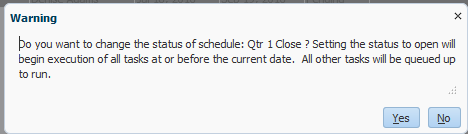 Warning
Do you want to change the status of schedule: Qtr 1 Close ? Setting the status to open will
begin execution of all tasks at or before the current date.  All other tasks will be queued up
to run.
Yes No